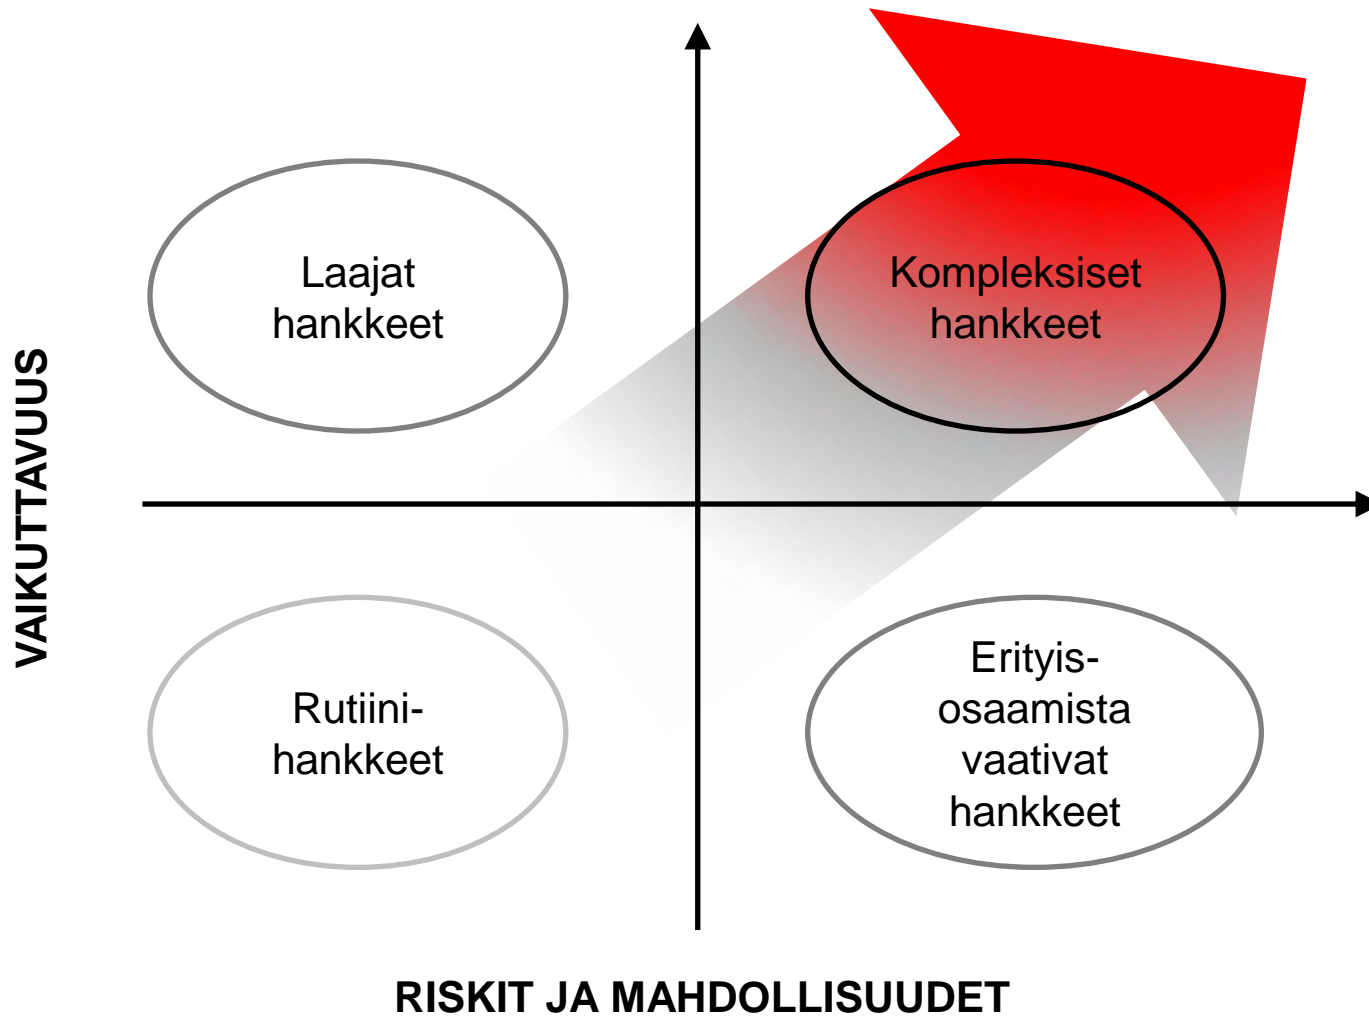 Laajat
hankkeet
Kompleksiset
hankkeet
VAIKUTTAVUUS
Rutiini-
hankkeet
Erityis-
osaamista
vaativat
hankkeet
RISKIT JA MAHDOLLISUUDET